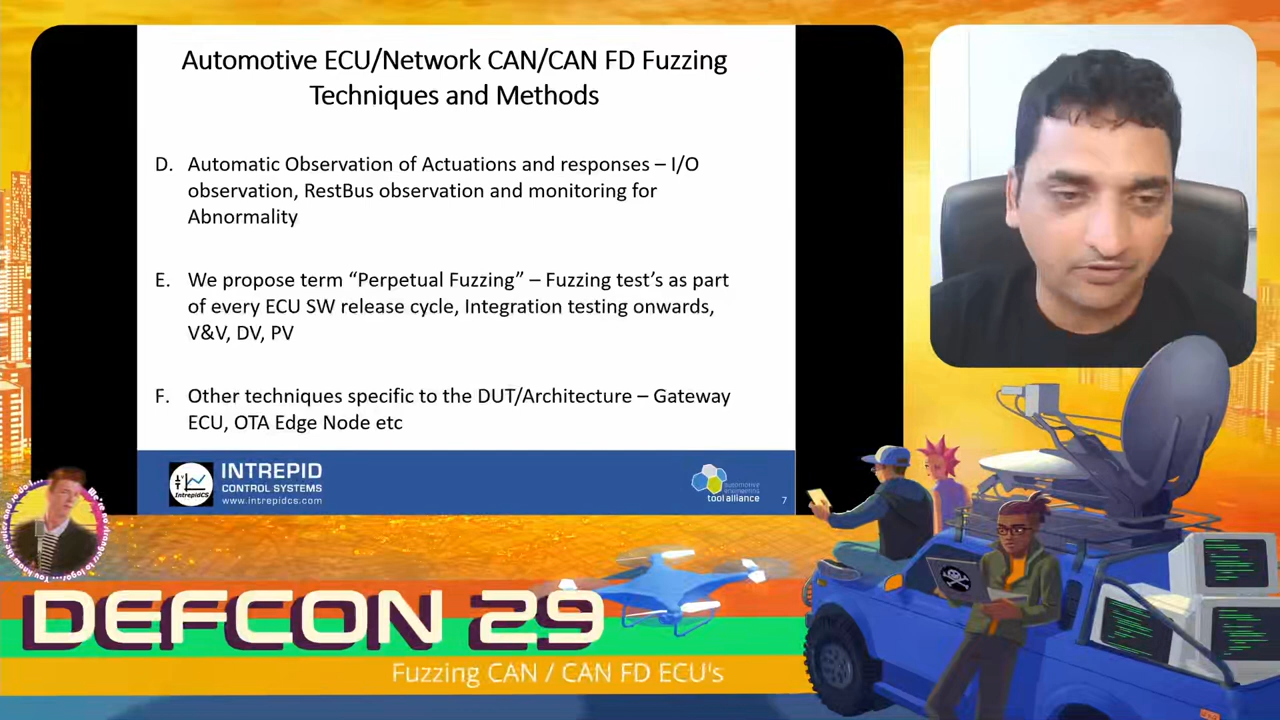 Automotive ECU/Network CAN/CAN FD Fuzzing
Techniques and Methods
D. Automatic Observation of Actuations and responses – I/O
observation, RestBus observation and monitoring for
Abnormality
E. We propose term “Perpetual Fuzzing” – Fuzzing test’s as part
of every ECU SW release cycle, Integration testing onwards,
V&V, DV, PV
F. Other techniques specific to the DUT/Architecture – Gateway
ECU, OTA Edge Node etc
IntrepidCS
INTREPID
CONTROL SYSTEMS
www.intrepidcs.com
automotive
engineering
tool alliance
7
DEFCON 29
Fuzzing CAN / CAN FD ECU's